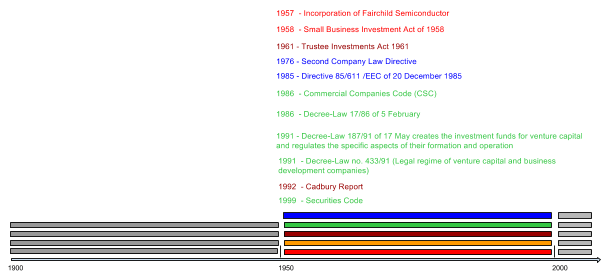 1957 - Incorporation of Fairchild Semiconductor
1958 - Small Business Investment Act of 1958
1961 - Trustee Investments Act 1961
1976 - Second Company Law Directive
1985 - Directive 85/611 /EEC of 20 December 1985
1986 - Commercial Companies Code (CSC)
1986 - Decree-Law 17/86 of 5 February
1991 - Decree-Law 187/91 of 17 May creates the investment funds for venture capital
and regulates the specific aspects of their formation and operation
1991 - Decree-Law no. 433/91 (Legal regime of venture capital and business
development companies)
1992 - Cadbury Report
1999 - Securities Code
1900 1950 2000